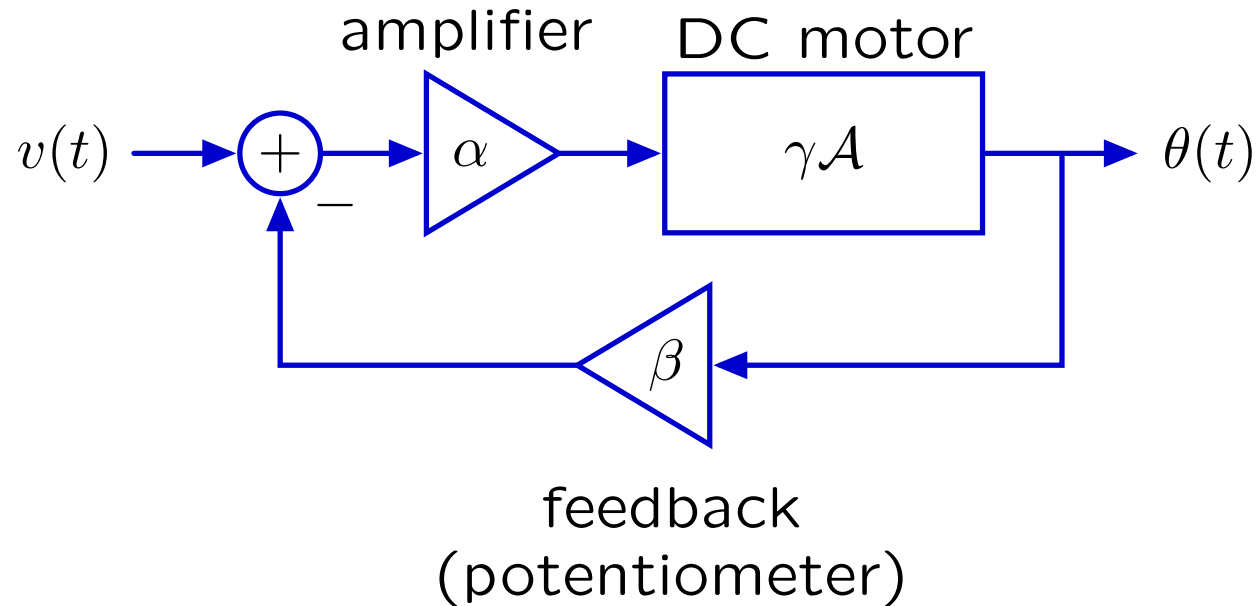 amplifier
DC motor
v(t)
+
α
γ𝒜
θ(t)
−
β
feedback
(potentiometer)